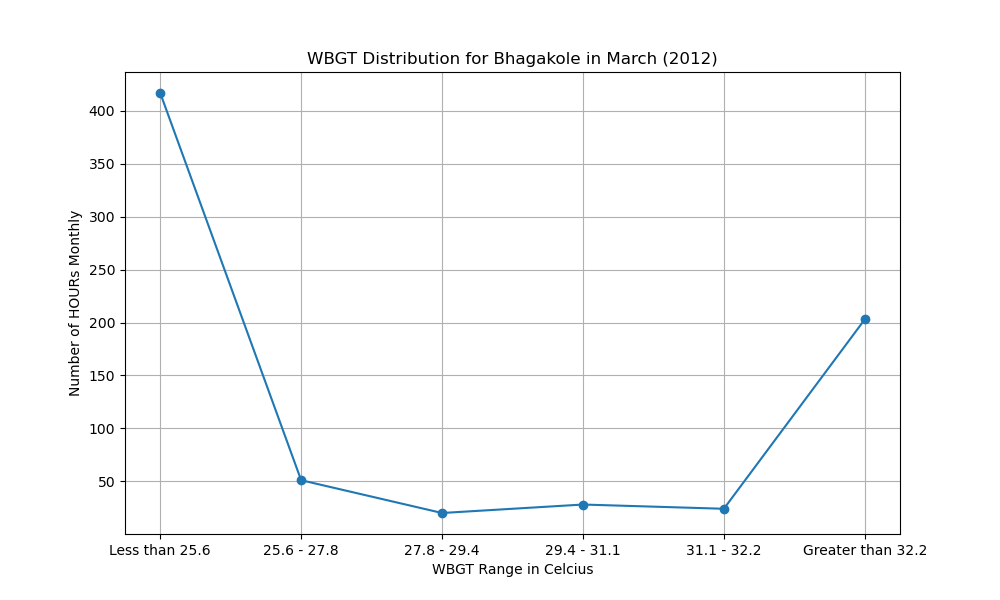 WBGT Distribution for Bhagakole in March (2012)
Number of HOURs Monthly
400
350
300
250
200
150
100
50
Less than 25.6
25.6 - 27.8
27.8 - 29.4
29.4 - 31.1
31.1 - 32.2
Greater than 32.2
WBGT Range in Celcius